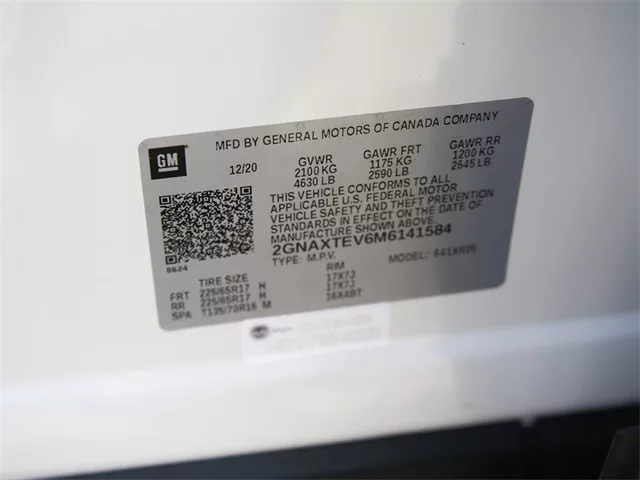 MFD BY GENERAL MOTORS OF CANADA COMPANY
GM 12/20 GVWR GAWR FRT GAWR RR
2100 KG 1175 KG 1200 KG
4630 LB 2590 LB 2645 LB
THIS VEHICLE CONFORMS TO ALL
APPLICABLE U.S. FEDERAL MOTOR
VEHICLE SAFETY AND THEFT PREVENTION
STANDARDS IN EFFECT ON THE DATE OF
MANUFACTURE SHOWN ABOVE.
2GNAXTEV6M6141584
8624 TYPE: M.P.V. MODEL:
TIRE SIZE RIM
FRT 225/65R17 H 17X7J
RR 225/65R17 H 17X7J
SPA T135/70R16 M 16X4BT